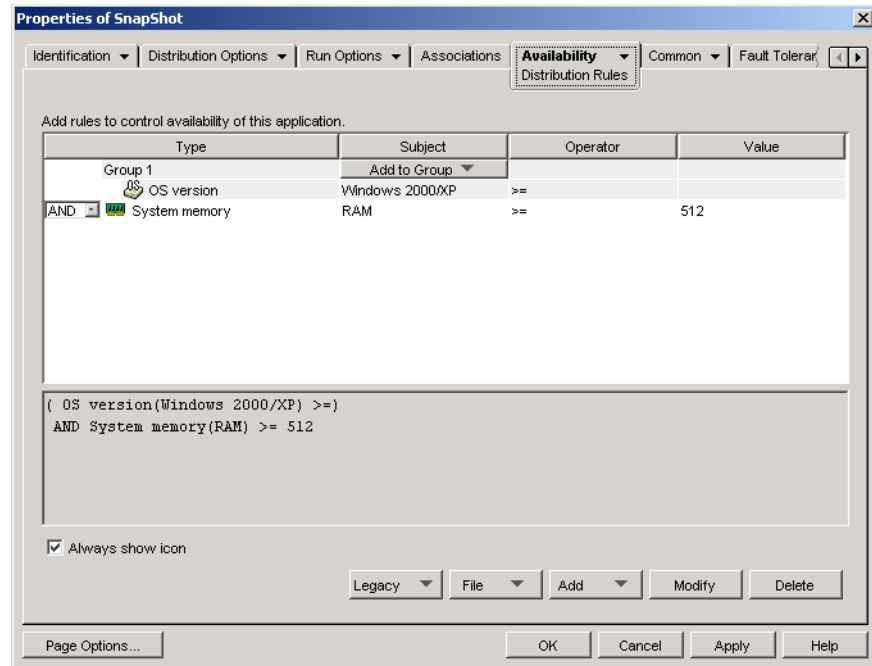 Properties of SnapShot
Identification Distribution Options Run Options Associations Availability Common Fault Toleran
Distribution Rules
Add rules to control availability of this application.
Type Subject Operator Value
Group 1 Add to Group
OS version Windows 2000/XP >=
AND System memory RAM >= 512
( OS version(Windows 2000/XP) >=)
AND System memory(RAM) >= 512
Always show icon
Legacy File Add Modify Delete
Page Options... OK Cancel Apply Help